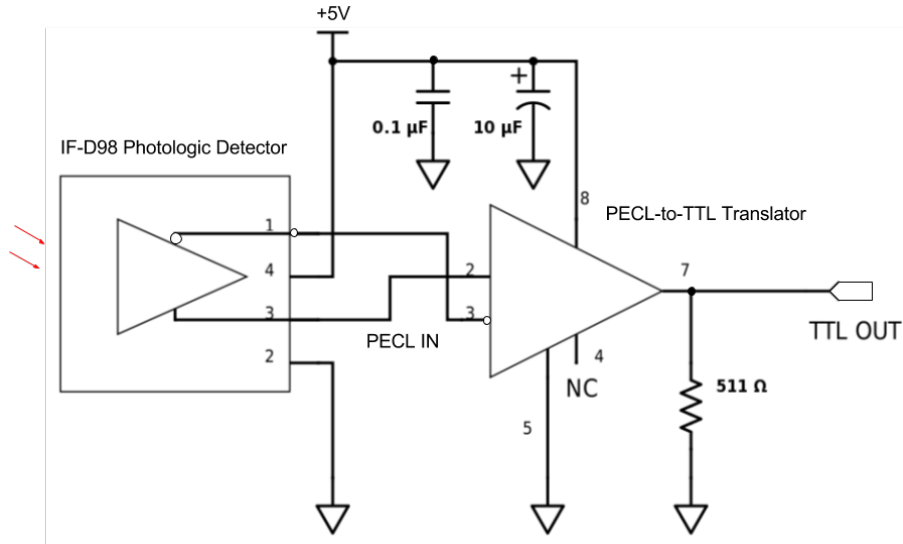 +5V
+
0.1 µF
10 µF
IF-D98 Photologic Detector
8
PECL-to-TTL Translator
1
4
2
7
3
3
PECL IN
TTL OUT
2
4
NC
511 Ω
5